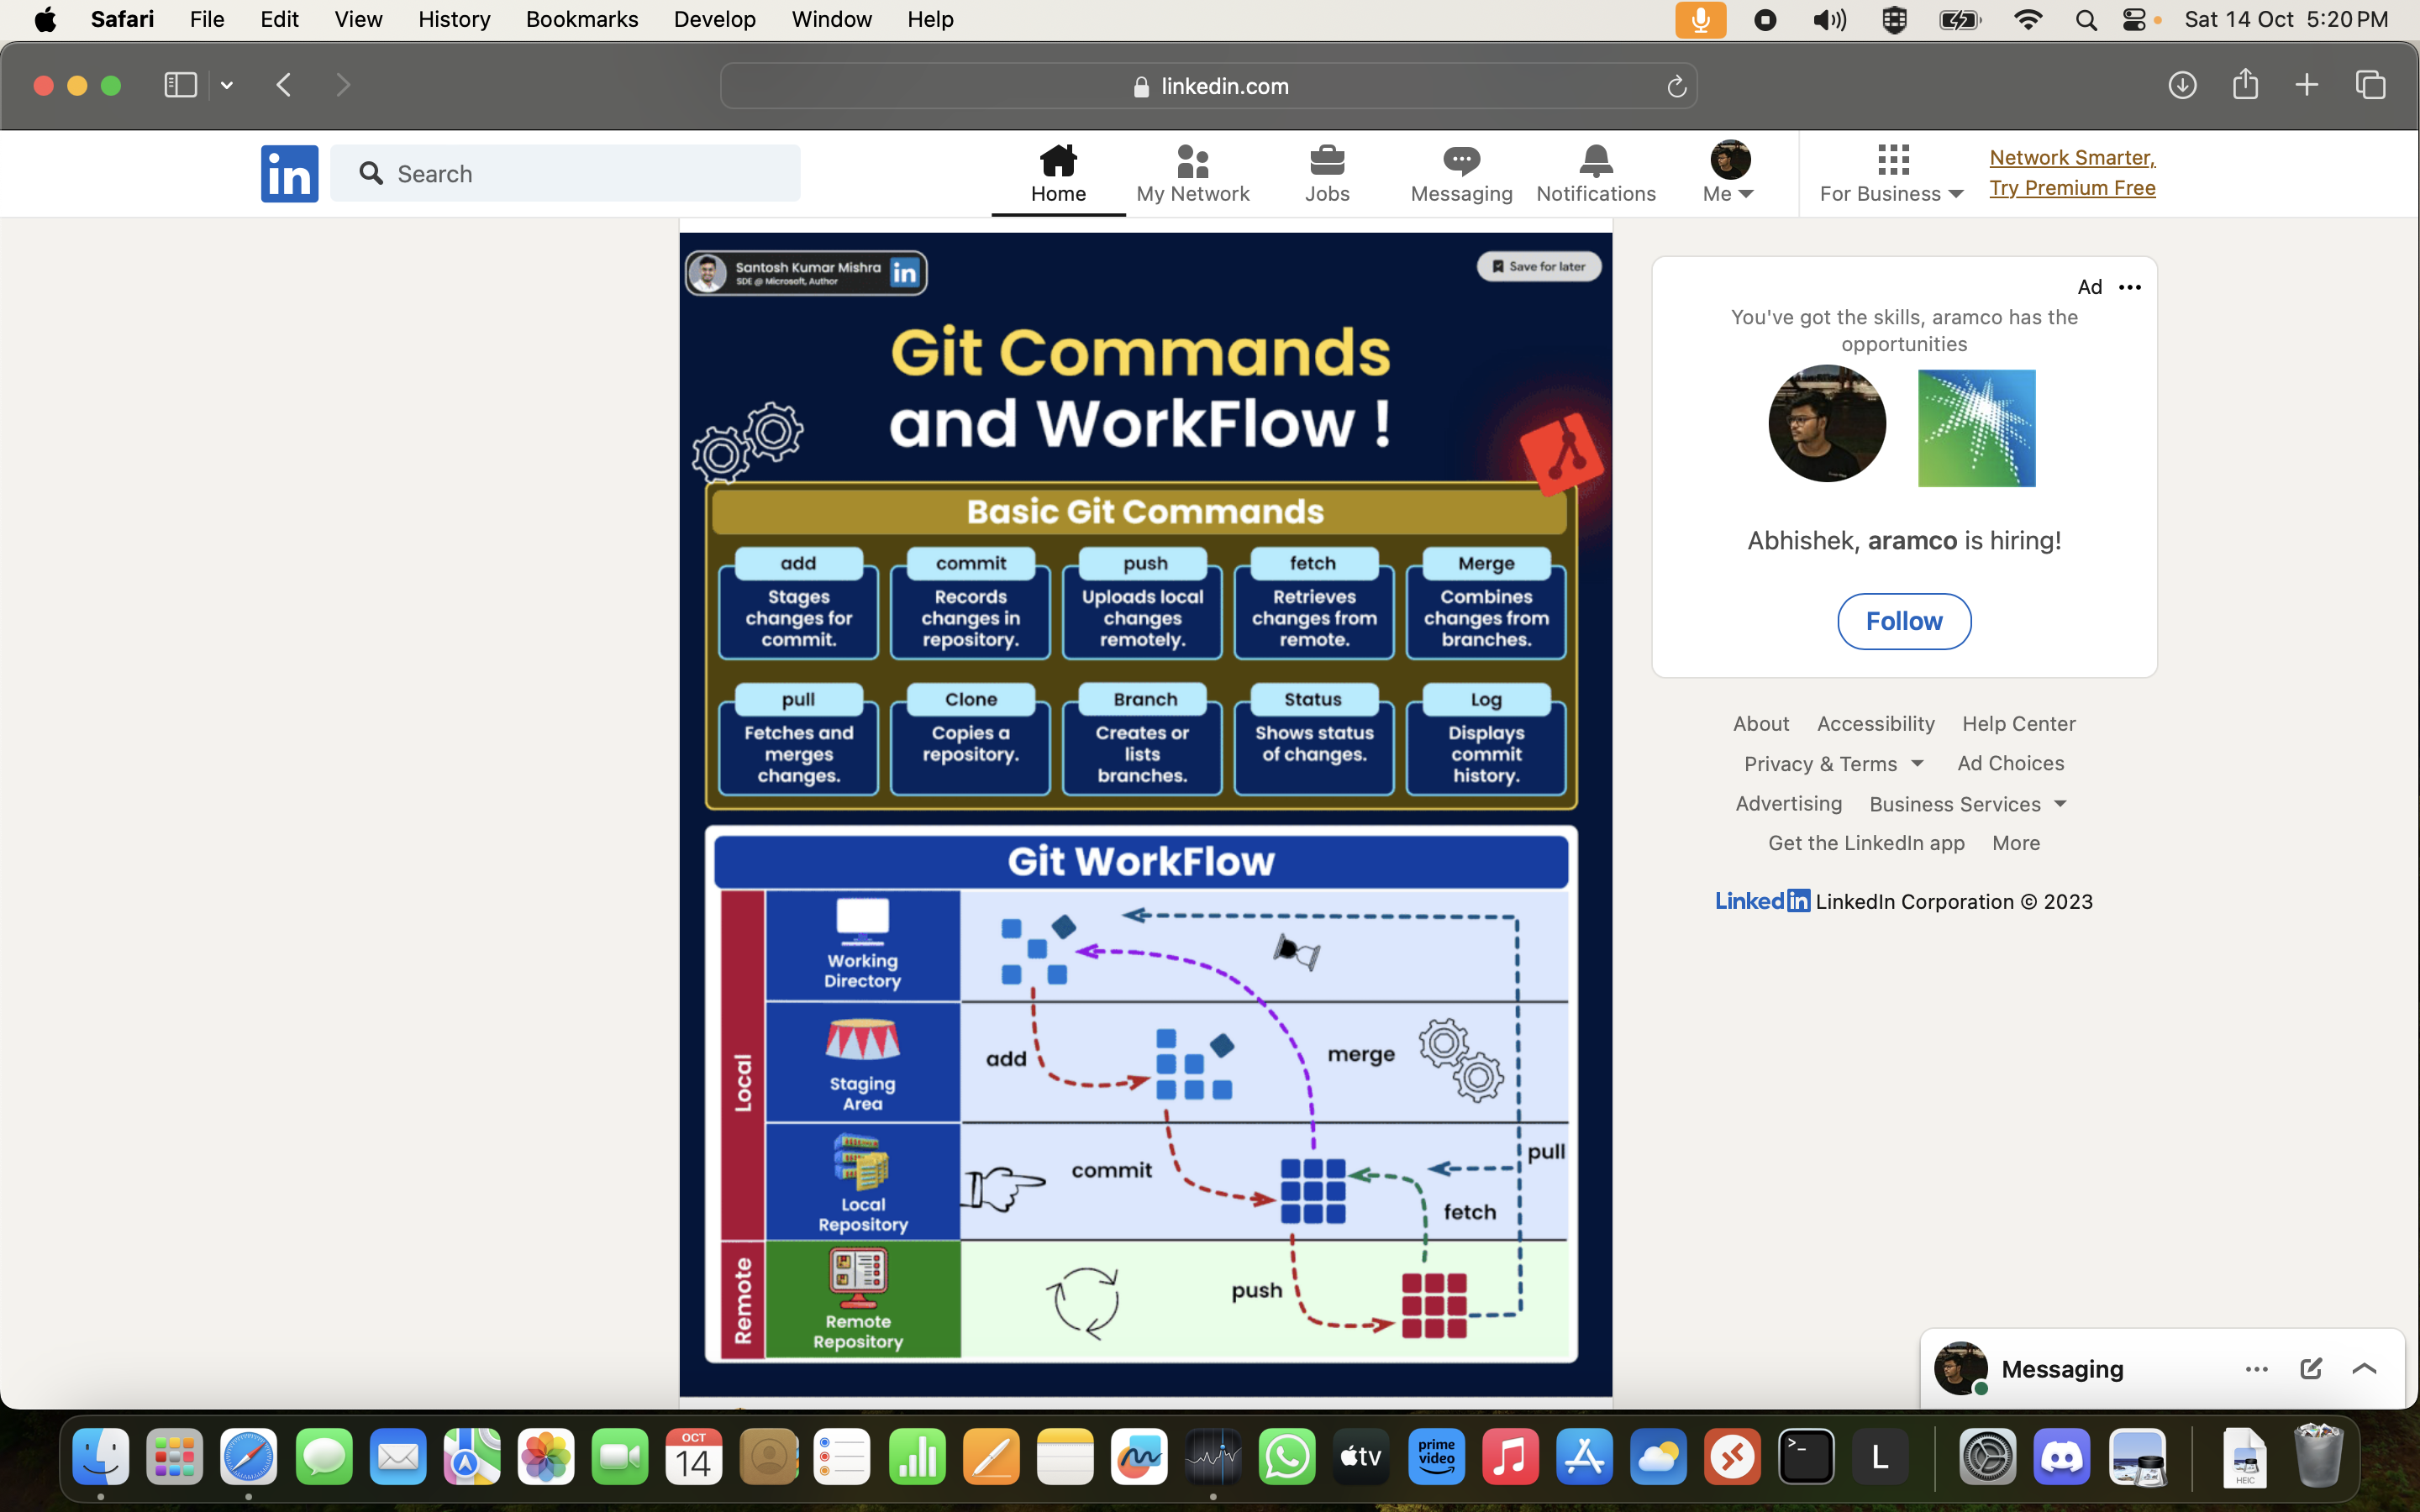 Safari File Edit View History Bookmarks Develop Window Help Sat 14 Oct 5:20 PM
linkedin.com
in Search Home My Network Jobs Messaging Notifications Me For Business
Network Smarter,
Try Premium Free
Santosh Kumar Mishra in
SDE @ Microsoft, Author
Save for later
Git Commands
and WorkFlow !
Basic Git Commands
add
Stages
changes for
commit.
commit
Records
changes in
repository.
push
Uploads local
changes
remotely.
fetch
Retrieves
changes from
remote.
Merge
Combines
changes from
branches.
pull
Fetches and
merges
changes.
Clone
Copies a
repository.
Branch
Creates or
lists
branches.
Status
Shows status
of changes.
Log
Displays
commit
history.
Git WorkFlow
Local
Working
Directory
Staging
Area
add
merge
Local
Repository
commit
pull
fetch
Remote
Remote
Repository
push
Ad
You've got the skills, aramco has the
opportunities
Abhishek, aramco is hiring!
Follow
About Accessibility Help Center
Privacy & Terms Ad Choices
Advertising Business Services
Get the LinkedIn app More
Linkedin LinkedIn Corporation © 2023
Messaging
OCT
14
tv
prime
video
L
HEIC